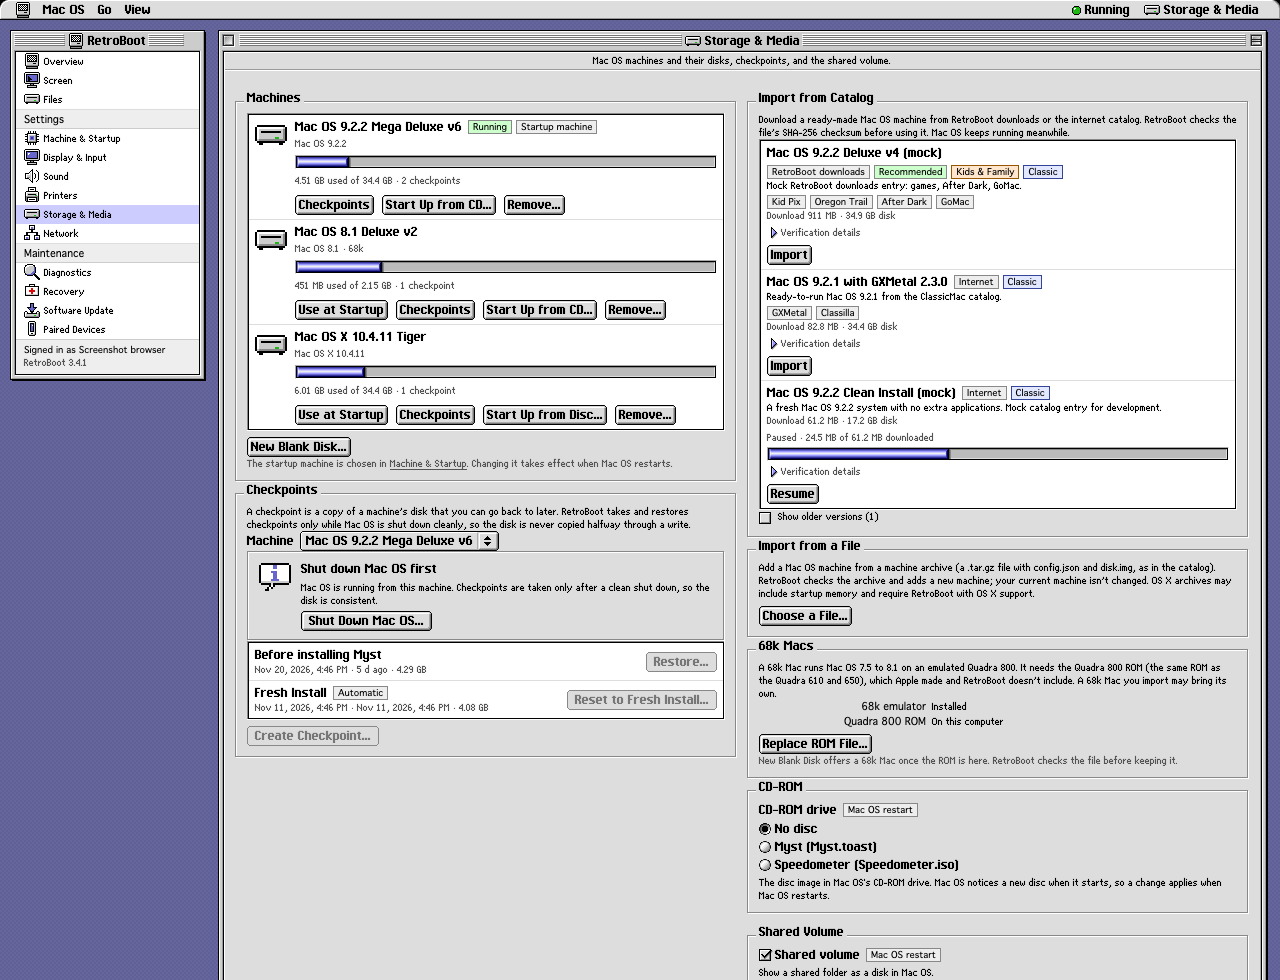 Mac OS Go View
Running Storage & Media
RetroBoot
Overview
Screen
Files
Settings
Machine & Startup
Display & Input
Sound
Printers
Storage & Media
Network
Maintenance
Diagnostics
Recovery
Software Update
Paired Devices
Signed in as Screenshot browser
RetroBoot 3.4.1
Storage & Media
Mac OS machines and their disks, checkpoints, and the shared volume.
Machines
Mac OS 9.2.2 Mega Deluxe v6 Running Startup machine
Mac OS 9.2.2
4.51 GB used of 34.4 GB · 2 checkpoints
Checkpoints Start Up from CD... Remove...
Mac OS 8.1 Deluxe v2
Mac OS 8.1 · 68k
451 MB used of 2.15 GB · 1 checkpoint
Use at Startup Checkpoints Start Up from CD... Remove...
Mac OS X 10.4.11 Tiger
Mac OS X 10.4.11
6.01 GB used of 34.4 GB · 1 checkpoint
Use at Startup Checkpoints Start Up from Disc... Remove...
New Blank Disk...
The startup machine is chosen in Machine & Startup. Changing it takes effect when Mac OS restarts.
Checkpoints
A checkpoint is a copy of a machine's disk that you can go back to later. RetroBoot takes and restores
checkpoints only while Mac OS is shut down cleanly, so the disk is never copied halfway through a write.
Machine Mac OS 9.2.2 Mega Deluxe v6
Shut down Mac OS first
Mac OS is running from this machine. Checkpoints are taken only after a clean shut down, so the
disk is consistent.
Shut Down Mac OS...
Before installing Myst
Nov 20, 2026, 4:46 PM · 5 d ago · 4.29 GB
Restore...
Fresh Install Automatic
Nov 11, 2026, 4:46 PM · Nov 11, 2026, 4:46 PM · 4.08 GB
Reset to Fresh Install...
Create Checkpoint...
Import from Catalog
Download a ready-made Mac OS machine from RetroBoot downloads or the internet catalog. RetroBoot checks the
file's SHA-256 checksum before using it. Mac OS keeps running meanwhile.
Mac OS 9.2.2 Deluxe v4 (mock)
RetroBoot downloads Recommended Kids & Family Classic
Mock RetroBoot downloads entry: games, After Dark, GoMac.
Kid Pix Oregon Trail After Dark GoMac
Download 911 MB · 34.9 GB disk
Verification details
Import
Mac OS 9.2.1 with GXMetal 2.3.0 Internet Classic
Ready-to-run Mac OS 9.2.1 from the ClassicMac catalog.
GXMetal Classilla
Download 82.8 MB · 34.4 GB disk
Verification details
Import
Mac OS 9.2.2 Clean Install (mock) Internet Classic
A fresh Mac OS 9.2.2 system with no extra applications. Mock catalog entry for development.
Download 61.2 MB · 17.2 GB disk
Paused · 24.5 MB of 61.2 MB downloaded
Verification details
Resume
Show older versions (1)
Import from a File
Add a Mac OS machine from a machine archive (a .tar.gz file with config.json and disk.img, as in the catalog).
RetroBoot checks the archive and adds a new machine; your current machine isn't changed. OS X archives may
include startup memory and require RetroBoot with OS X support.
Choose a File...
68k Macs
A 68k Mac runs Mac OS 7.5 to 8.1 on an emulated Quadra 800. It needs the Quadra 800 ROM (the same ROM as
the Quadra 610 and 650), which Apple made and RetroBoot doesn't include. A 68k Mac you import may bring its
own.
68k emulator Installed
Quadra 800 ROM On this computer
Replace ROM File...
New Blank Disk offers a 68k Mac once the ROM is here. RetroBoot checks the file before keeping it.
CD-ROM
CD-ROM drive Mac OS restart
No disc
Myst (Myst.toast)
Speedometer (Speedometer.iso)
The disc image in Mac OS's CD-ROM drive. Mac OS notices a new disc when it starts, so a change applies when
Mac OS restarts.
Shared Volume
Shared volume Mac OS restart
Show a shared folder as a disk in Mac OS.